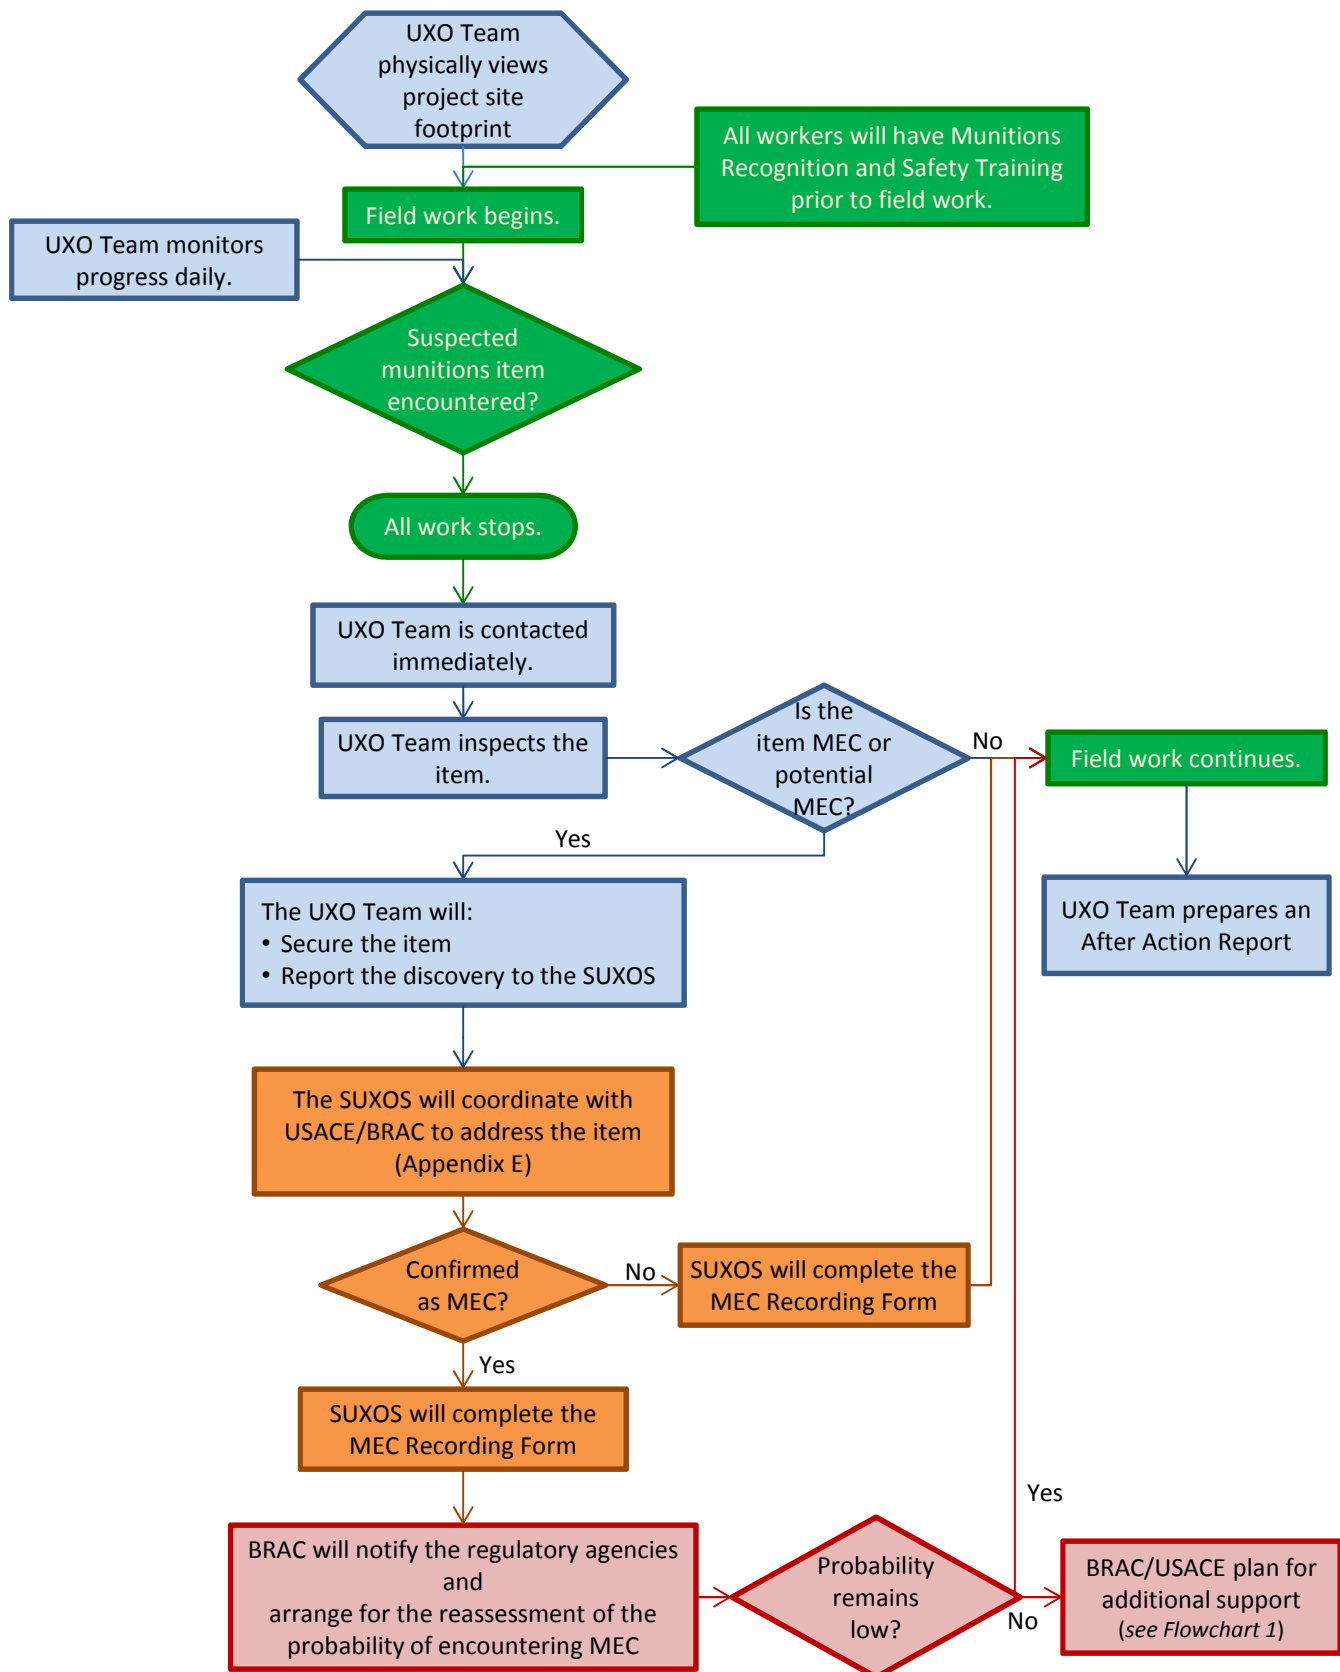 UXO Team
physically views
project site
footprint
All workers will have Munitions
Recognition and Safety Training
prior to field work.
Field work begins.
UXO Team monitors
progress daily.
Suspected
munitions item
encountered?
All work stops.
UXO Team is contacted
immediately.
UXO Team inspects the
item.
Is the
item MEC or
potential
MEC?
No
Field work continues.
Yes
The UXO Team will:
• Secure the item
• Report the discovery to the SUXOS
UXO Team prepares an
After Action Report
The SUXOS will coordinate with
USACE/BRAC to address the item
(Appendix E)
Confirmed
as MEC?
No
SUXOS will complete the
MEC Recording Form
Yes
SUXOS will complete the
MEC Recording Form
BRAC will notify the regulatory agencies
and
arrange for the reassessment of the
probability of encountering MEC
Probability
remains
low?
Yes
No
BRAC/USACE plan for
additional support
(see Flowchart 1)